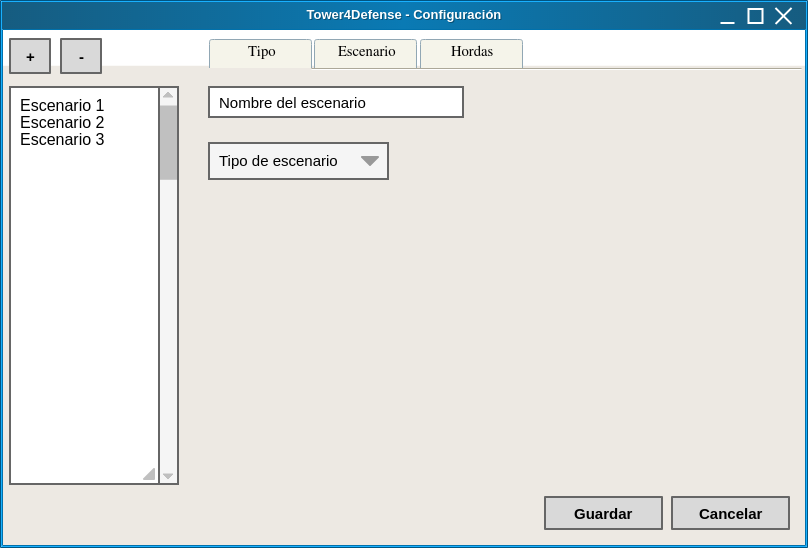 Tower4Defense - Configuración
+ -
Tipo Escenario Hordas
Escenario 1
Escenario 2
Escenario 3
Nombre del escenario
Tipo de escenario
Guardar Cancelar